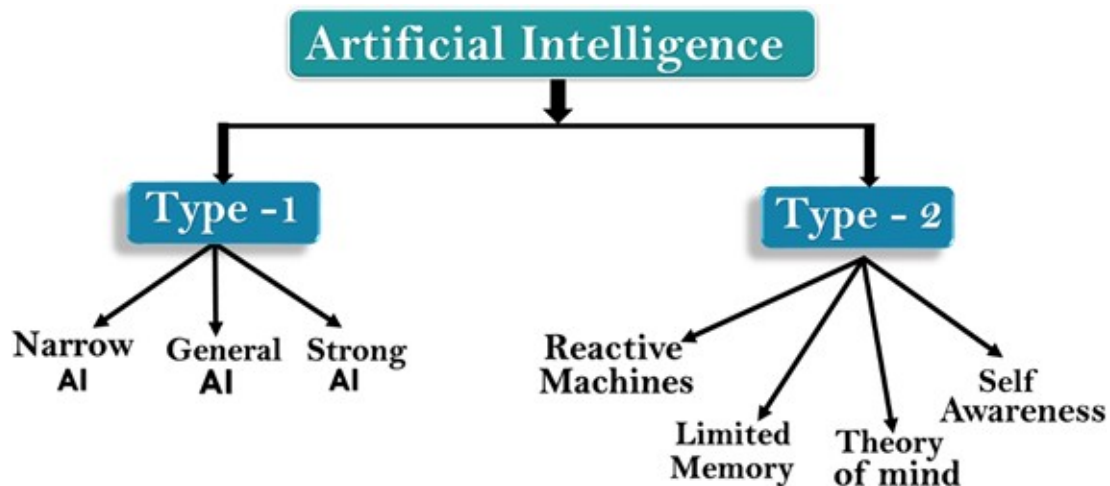 Artificial Intelligence
Type -1
Type - 2
Narrow
AI
General
AI
Strong
AI
Reactive
Machines
Limited
Memory
Theory
of mind
Self
Awareness